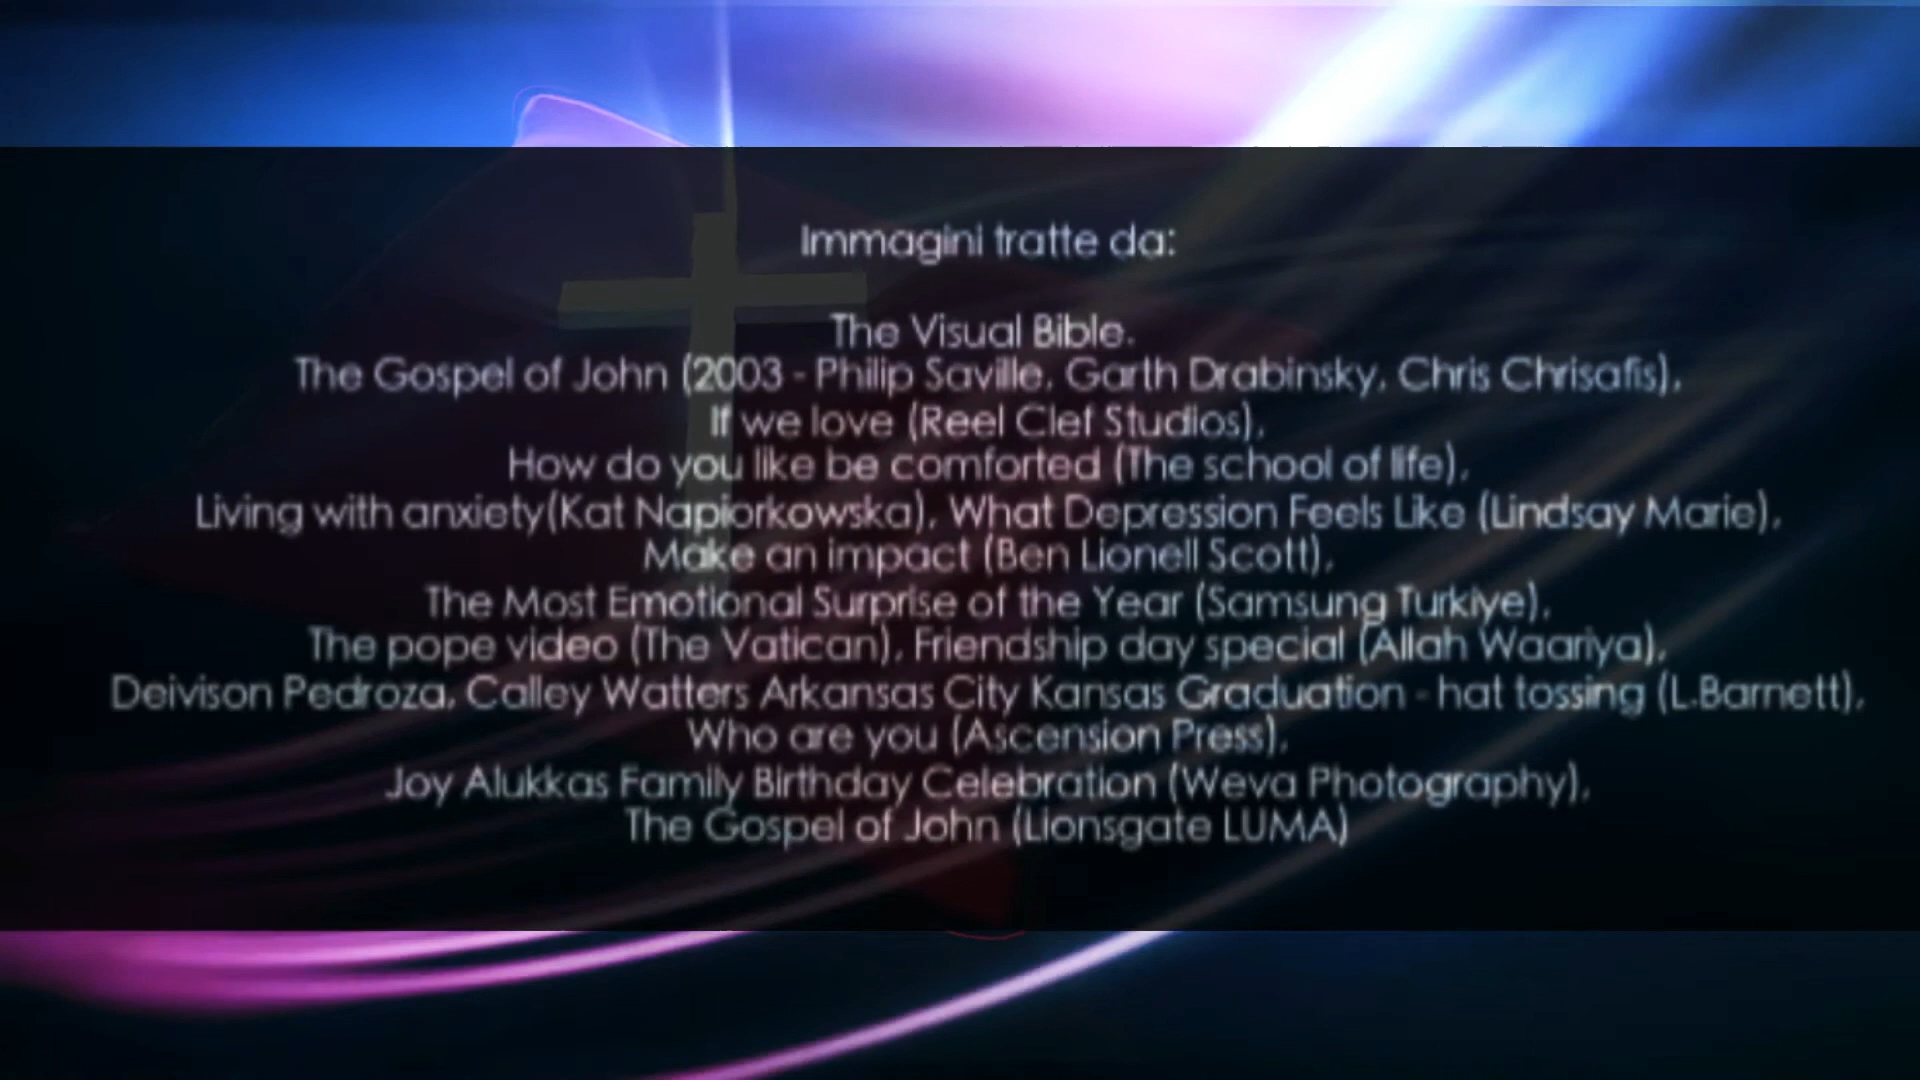 Immagini tratte da:
The Visual Bible.
The Gospel of John (2003 - Philip Saville, Garth Drabinsky, Chris Chrisafis),
If we love (Reel Clef Studios),
How do you like be comforted (The school of life),
Living with anxiety(Kat Napiorkowska), What Depression Feels Like (Lindsay Marie),
Make an impact (Ben Lionell Scott),
The Most Emotional Surprise of the Year (Samsung Turkiye),
The pope video (The Vatican), Friendship day special (Allah Waariya),
Deivison Pedroza, Calley Watters Arkansas City Kansas Graduation - hat tossing (L.Barnett),
Who are you (Ascension Press),
Joy Alukkas Family Birthday Celebration (Weva Photography),
The Gospel of John (Lionsgate LUMA)